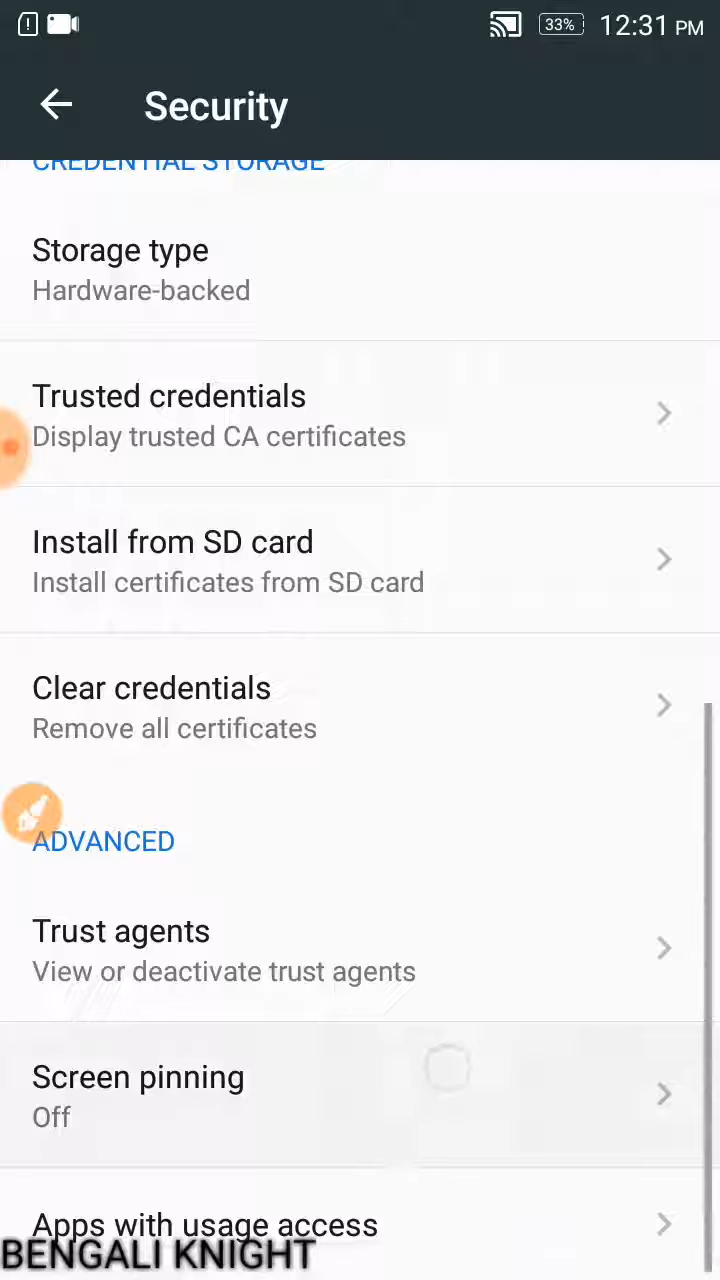 33% 12:31 PM
Security
CREDENTIAL STORAGE
Storage type
Hardware-backed
Trusted credentials
Display trusted CA certificates
Install from SD card
Install certificates from SD card
Clear credentials
Remove all certificates
ADVANCED
Trust agents
View or deactivate trust agents
Screen pinning
Off
Apps with usage access
BENGALI KNIGHT